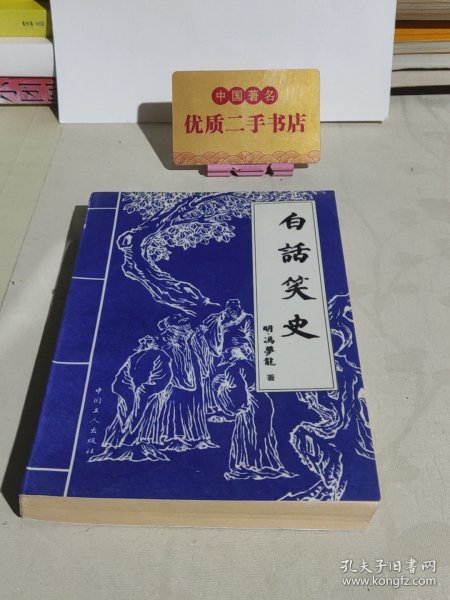 中国著名
优质二手书店
白話笑史
明·馮夢龍 著
中国工人出版社
孔夫子旧书网
www.kongfz.com